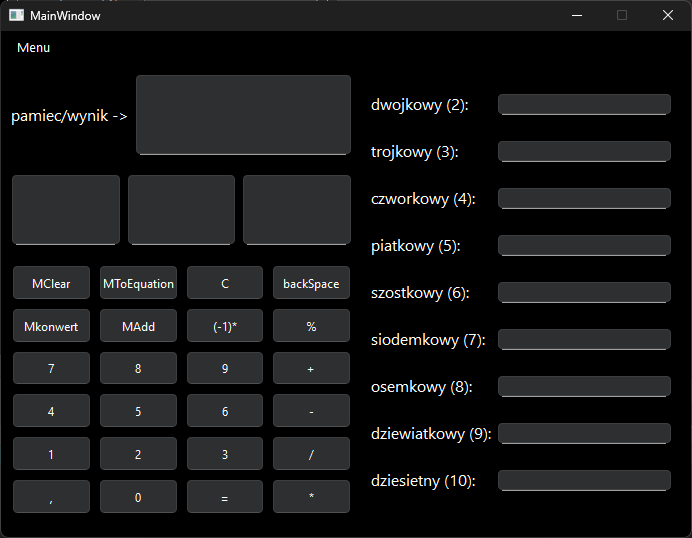 MainWindow
Menu
pamiec/wynik ->
MClear MToEquation C backSpace
Mkonwert MAdd (-1)* %
7 8 9 +
4 5 6 -
1 2 3 /
, 0 = *
dwojkowy (2):
trojkowy (3):
czworkowy (4):
piatkowy (5):
szostkowy (6):
siodemkowy (7):
osemkowy (8):
dziewiatkowy (9):
dziesietny (10):